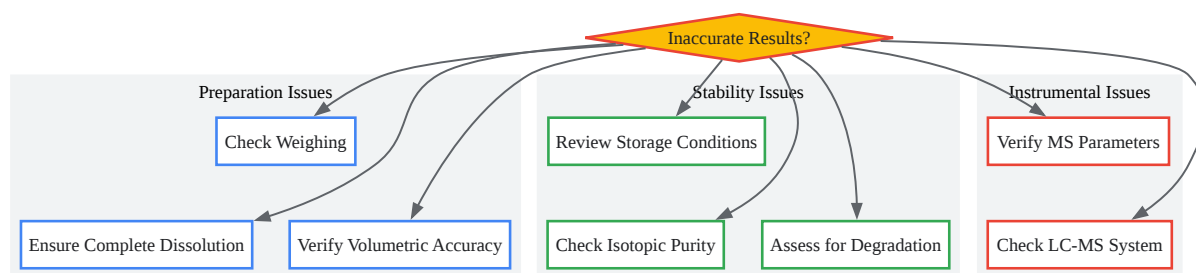 Inaccurate Results?
Preparation Issues
Stability Issues
Instrumental Issues
Check Weighing
Review Storage Conditions
Verify MS Parameters
Ensure Complete Dissolution
Verify Volumetric Accuracy
Check Isotopic Purity
Assess for Degradation
Check LC-MS System